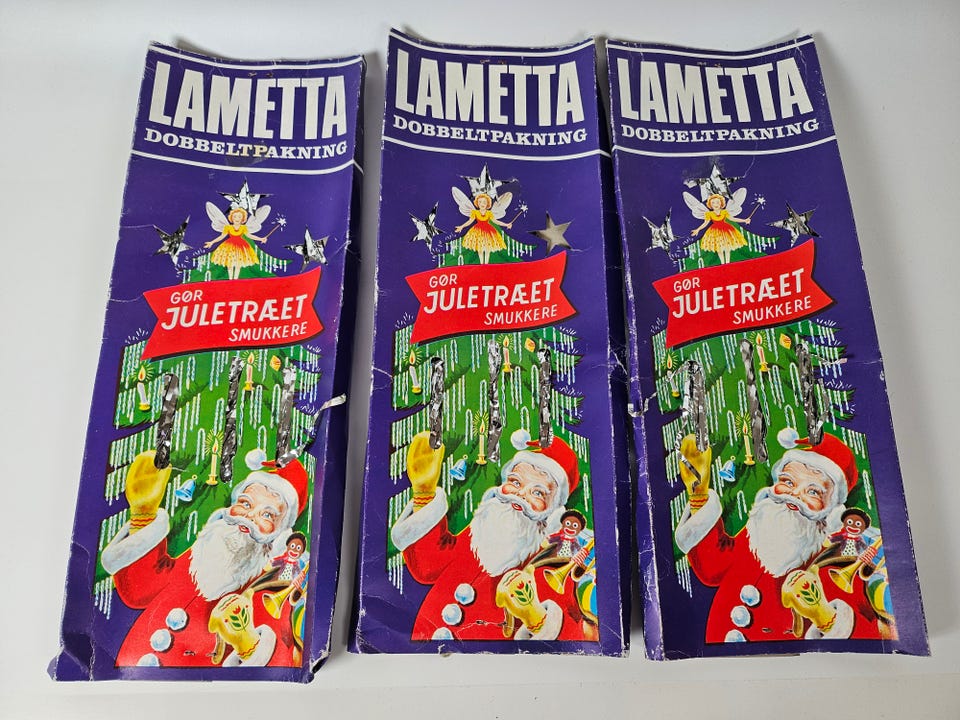 LAMETTA
DOBBELTPAKNING
GØR
JULETRÆET
SMUKKERE
LAMETTA
DOBBELTPAKNING
GØR
JULETRÆET
SMUKKERE
LAMETTA
DOBBELTPAKNING
GØR
JULETRÆET
SMUKKERE